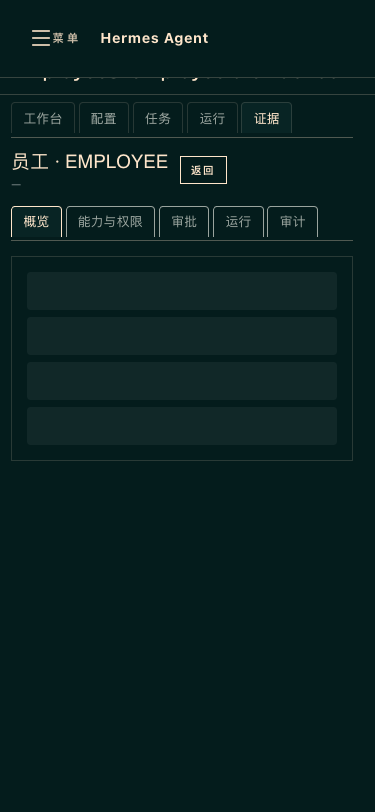 菜单 Hermes Agent
工作台 配置 任务 运行 证据
员工 · EMPLOYEE 返回
—
概览 能力与权限 审批 运行 审计